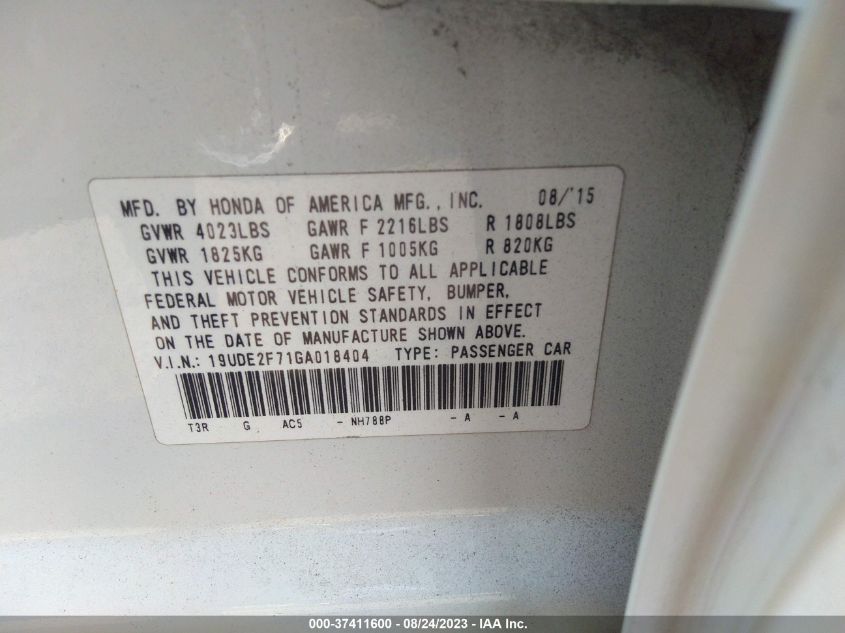 MFD. BY HONDA OF AMERICA MFG., INC. 08/'15
GVWR 4023LBS GAWR F 2216LBS R 1808LBS
GVWR 1825KG GAWR F 1005KG R 820KG
THIS VEHICLE CONFORMS TO ALL APPLICABLE
FEDERAL MOTOR VEHICLE SAFETY, BUMPER,
AND THEFT PREVENTION STANDARDS IN EFFECT
ON THE DATE OF MANUFACTURE SHOWN ABOVE.
V.I.N.: 19UDE2F71GA018404 TYPE: PASSENGER CAR
T3R G AC5 - NH788P - A - A
000-37411600 - 08/24/2023 - IAA Inc.